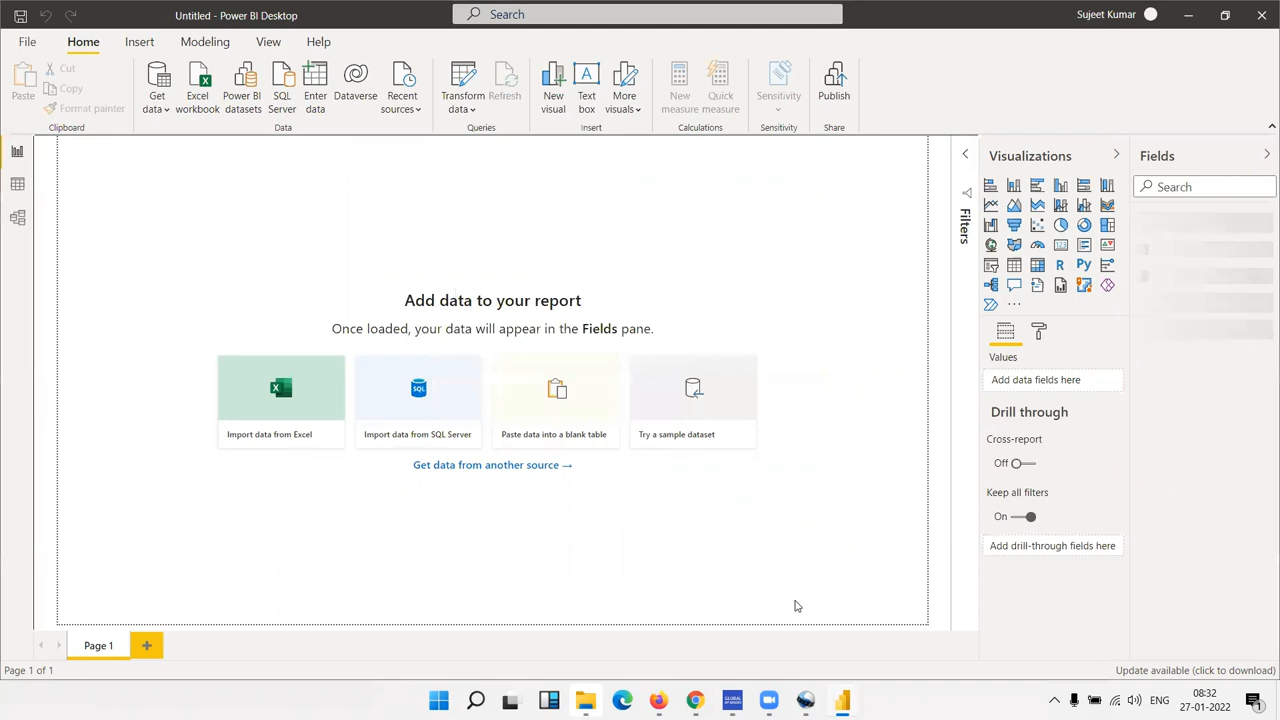 Untitled - Power BI Desktop
Search
Sujeet Kumar
File Home Insert Modeling View Help
Paste
Cut
Copy
Format painter
Clipboard
Get data
Excel workbook
Power BI datasets
SQL Server
Enter data
Dataverse
Recent sources
Data
Transform data
Refresh
Queries
New visual
Text box
More visuals
Insert
New measure
Quick measure
Calculations
Sensitivity
Sensitivity
Publish
Share
Filters
Visualizations
Fields
Search
R Py
Values
Add data fields here
Drill through
Cross-report
Off
Keep all filters
On
Add drill-through fields here
Add data to your report
Once loaded, your data will appear in the Fields pane.
SQL
Import data from Excel
Import data from SQL Server
Paste data into a blank table
Try a sample dataset
Get data from another source →
Page 1
Page 1 of 1
Update available (click to download)
ENG
08:32
27-01-2022